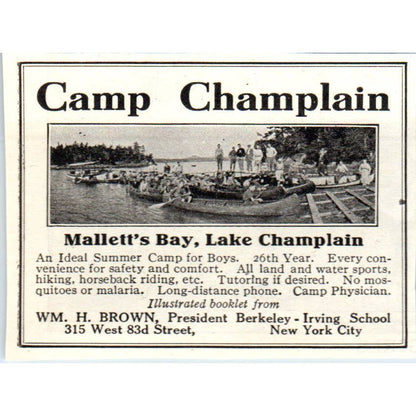 Camp Champlain
Mallett's Bay, Lake Champlain
An Ideal Summer Camp for Boys. 26th Year. Every con-
venience for safety and comfort. All land and water sports,
hiking, horseback riding, etc. Tutoring if desired. No mos-
quitoes or malaria. Long-distance phone. Camp Physician.
Illustrated booklet from
WM. H. BROWN, President Berkeley - Irving School
315 West 83d Street, New York City